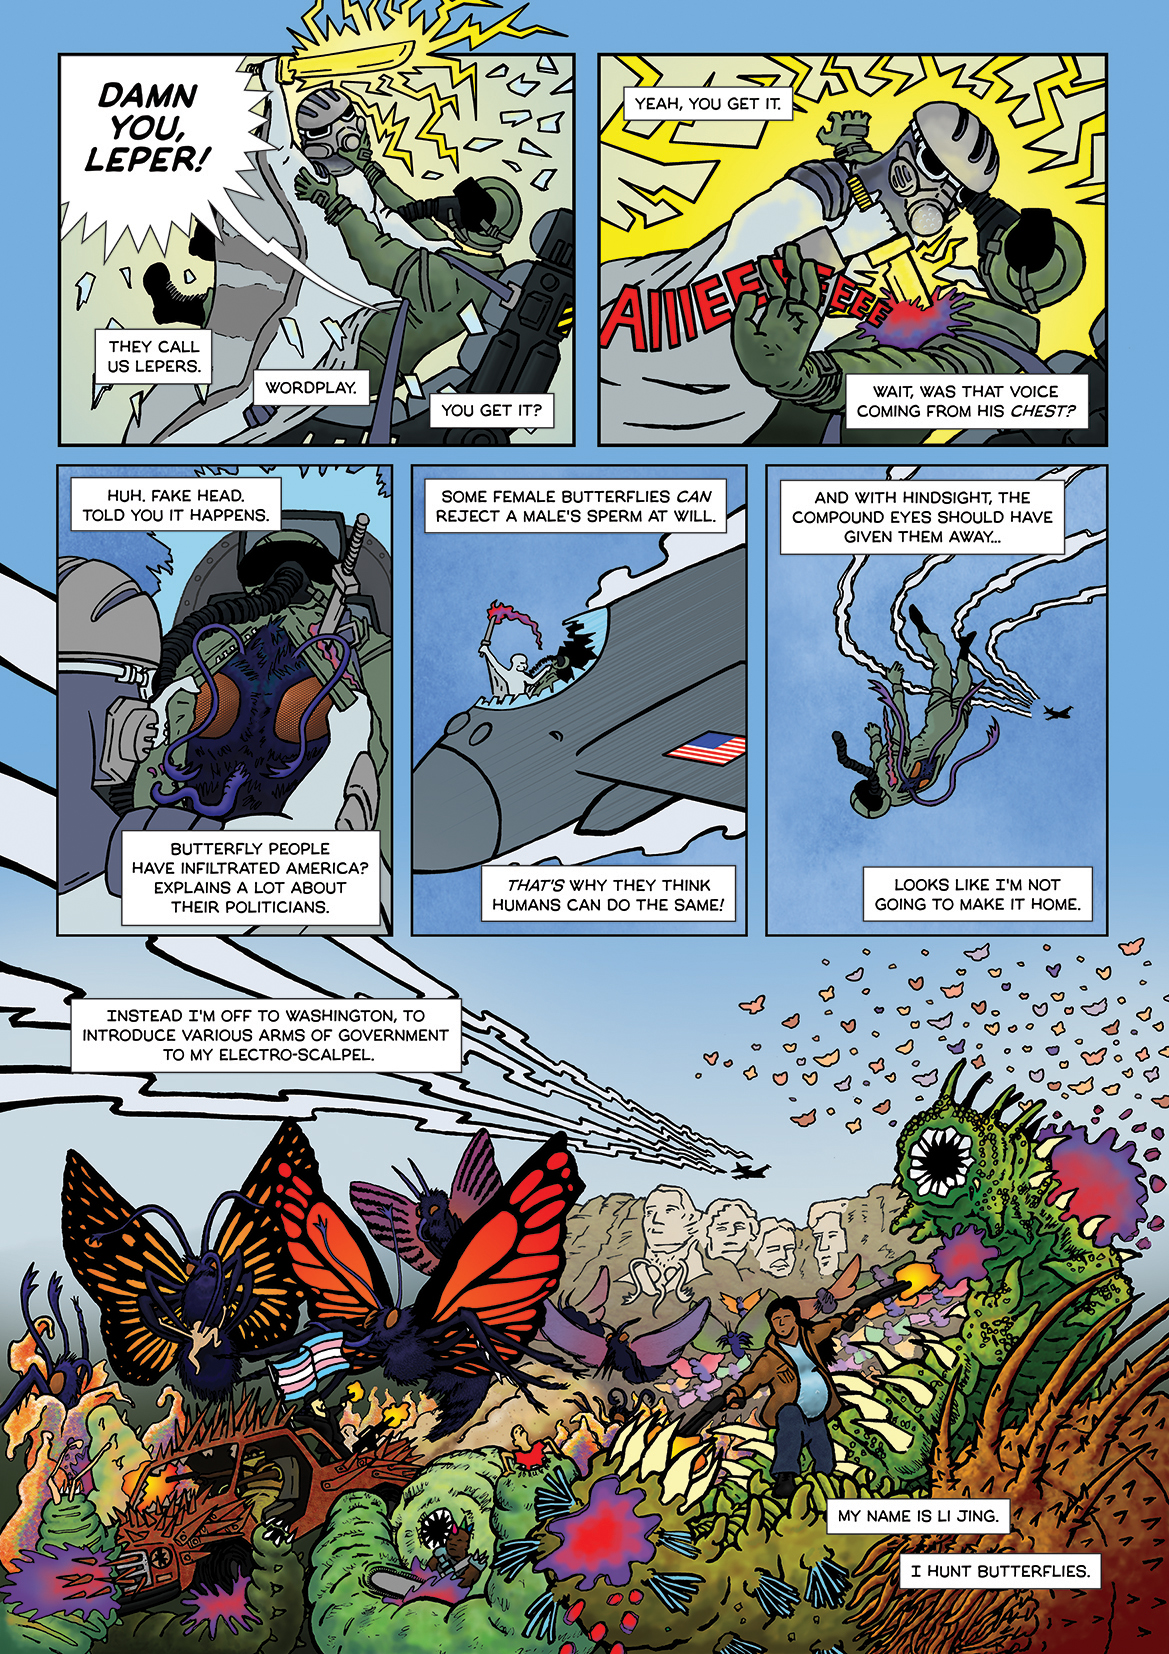 DAMN
YOU,
LEPER!
THEY CALL
US LEPERS.
WORDPLAY.
YOU GET IT?
YEAH, YOU GET IT.
AIIIEEEEEEEE
WAIT, WAS THAT VOICE
COMING FROM HIS CHEST?
HUH. FAKE HEAD.
TOLD YOU IT HAPPENS.
BUTTERFLY PEOPLE
HAVE INFILTRATED AMERICA?
EXPLAINS A LOT ABOUT
THEIR POLITICIANS.
SOME FEMALE BUTTERFLIES CAN
REJECT A MALE'S SPERM AT WILL.
THAT'S WHY THEY THINK
HUMANS CAN DO THE SAME!
AND WITH HINDSIGHT, THE
COMPOUND EYES SHOULD HAVE
GIVEN THEM AWAY...
LOOKS LIKE I'M NOT
GOING TO MAKE IT HOME.
INSTEAD I'M OFF TO WASHINGTON, TO
INTRODUCE VARIOUS ARMS OF GOVERNMENT
TO MY ELECTRO-SCALPEL.
MY NAME IS LI JING.
I HUNT BUTTERFLIES.